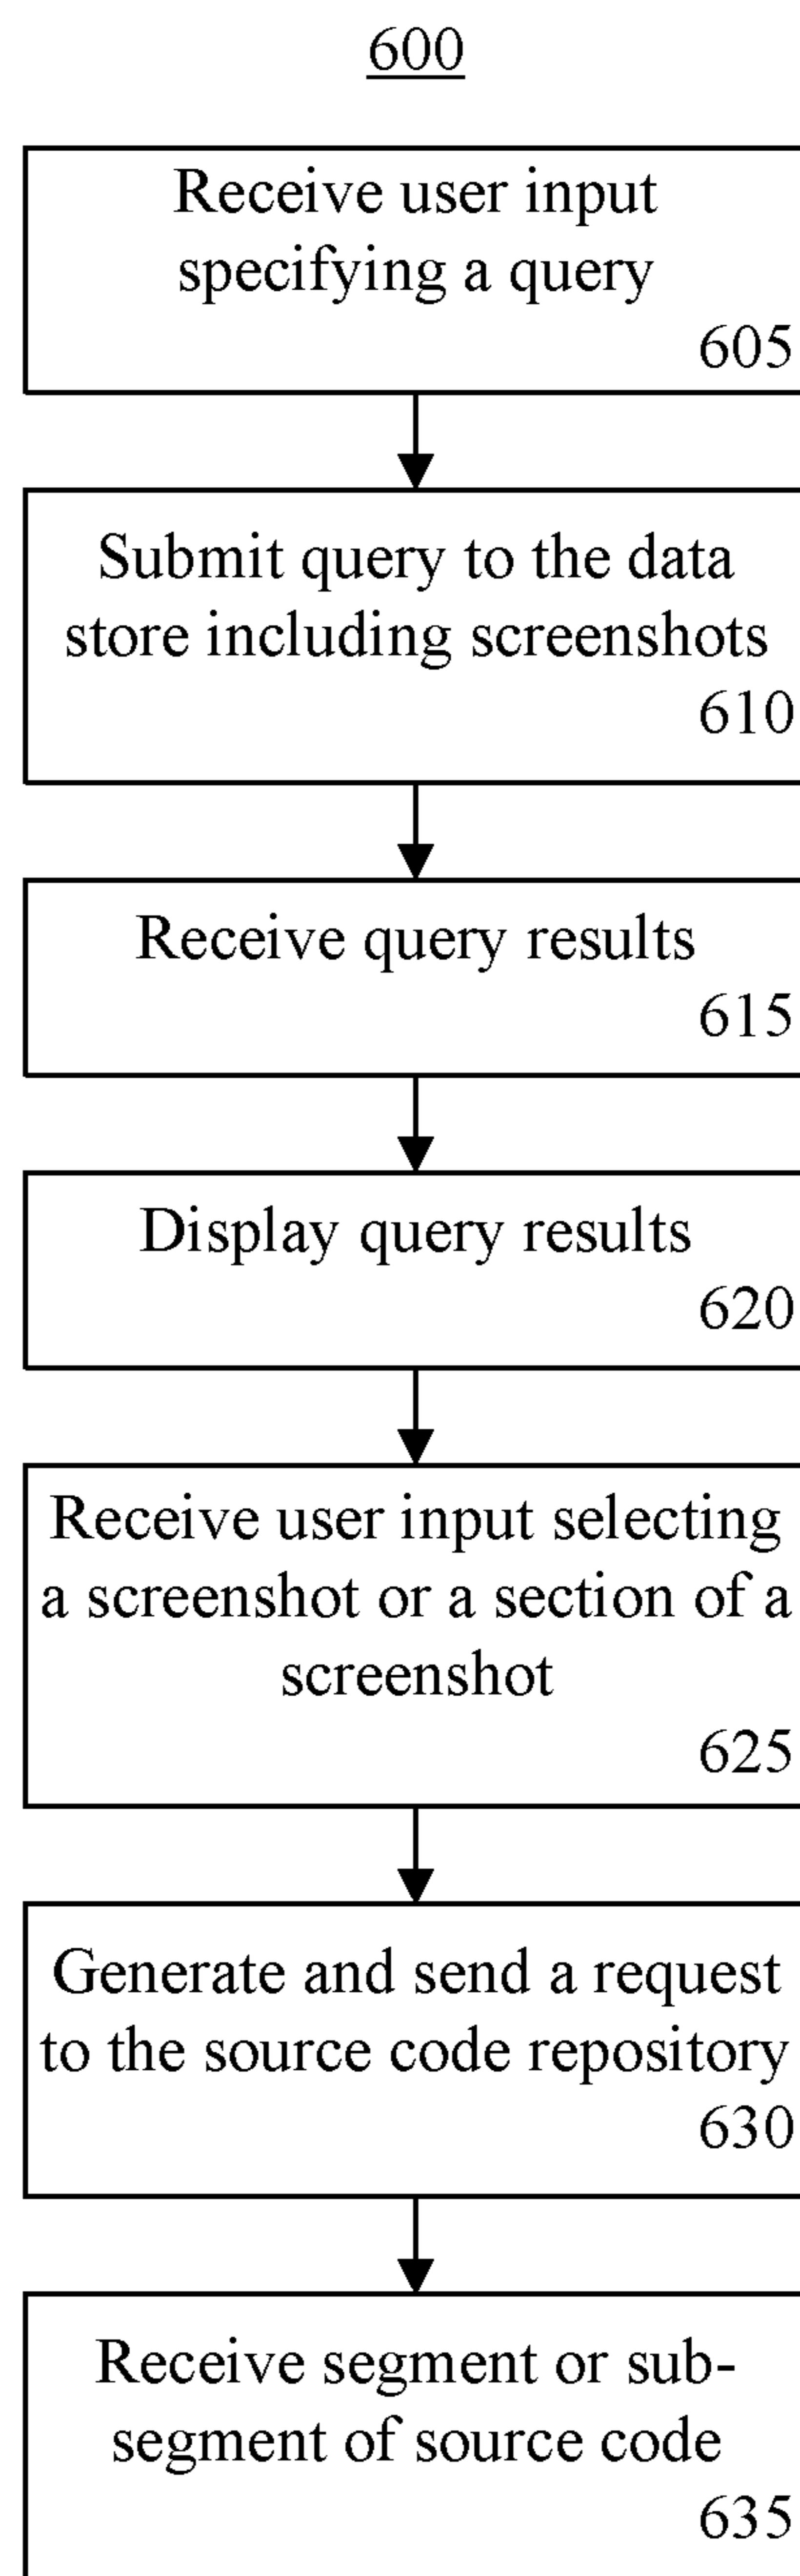 600
Receive user input
specifying a query
605
Submit query to the data
store including screenshots
610
Receive query results
615
Display query results
620
Receive user input selecting
a screenshot or a section of a
screenshot
625
Generate and send a request
to the source code repository
630
Receive segment or sub-
segment of source code
635